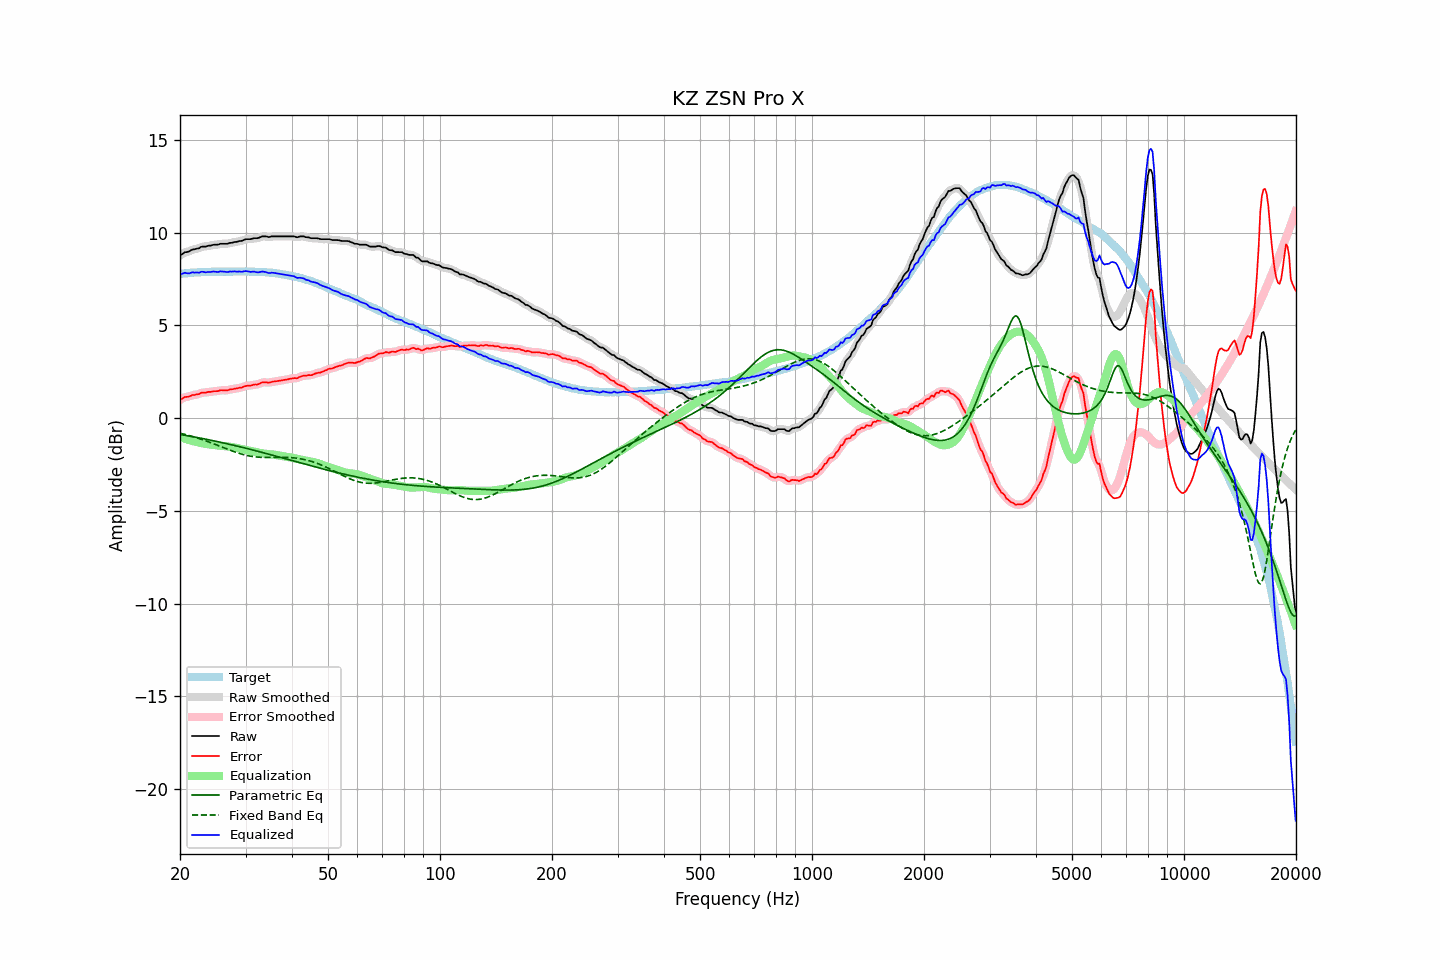 KZ ZSN Pro X
Amplitude (dBr)
15
10
5
0
−5
−10
−15
−20
Target
Raw Smoothed
Error Smoothed
Raw
Error
Equalization
Parametric Eq
Fixed Band Eq
Equalized
20 50 100 200 500 1000 2000 5000 10000 20000
Frequency (Hz)